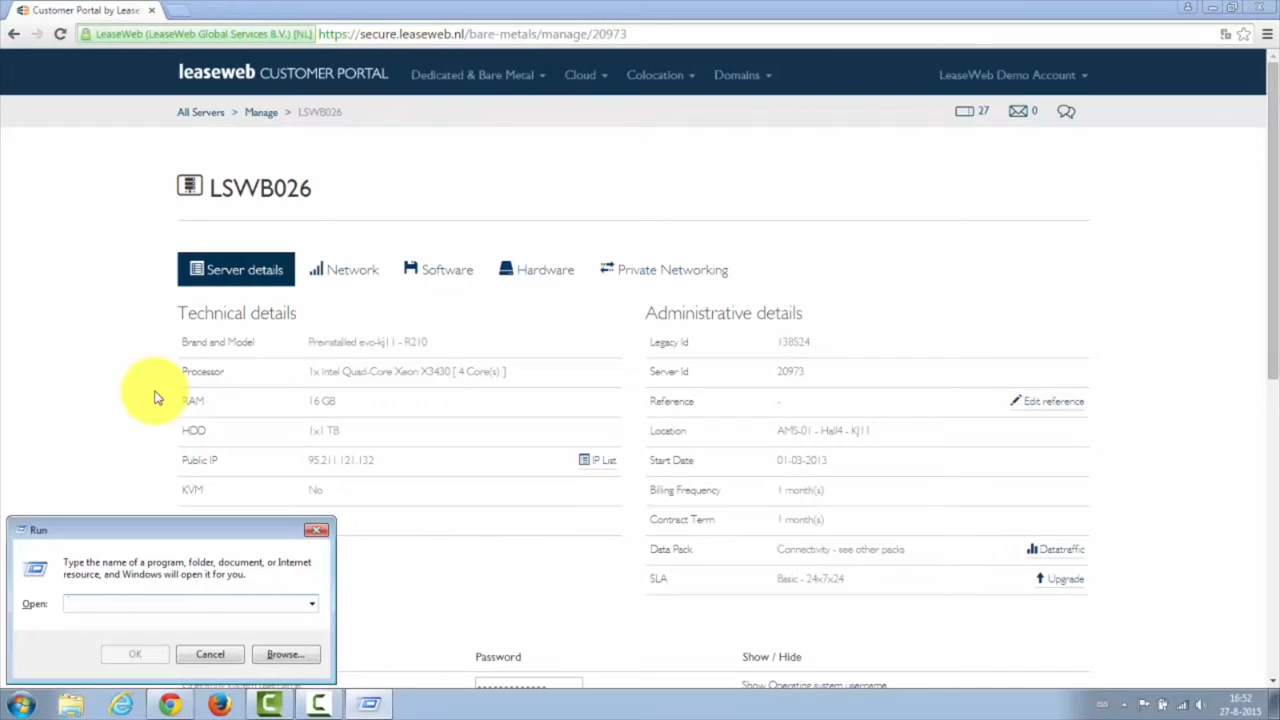 Customer Portal by Lease
LeaseWeb (LeaseWeb Global Services B.V.) [NL] https://secure.leaseweb.nl/bare-metals/manage/20973
leaseweb CUSTOMER PORTAL Dedicated & Bare Metal Cloud Colocation Domains LeaseWeb Demo Account
All Servers > Manage > LSWB026 27 0
LSWB026
Server details Network Software Hardware Private Networking
Technical details
Brand and Model Preinstalled evo-kj11 - R210
Processor 1x Intel Quad-Core Xeon X3430 [ 4 Core(s) ]
RAM 16 GB
HDD 1x1 TB
Public IP 95.211.121.132 IP List
KVM No
Administrative details
Legacy Id 138524
Server Id 20973
Reference - Edit reference
Location AMS-01 - Hall4 - KJ11
Start Date 01-03-2013
Billing Frequency 1 month(s)
Contract Term 1 month(s)
Data Pack Connectivity - see other packs Datatraffic
SLA Basic - 24x7x24 Upgrade
Password Show / Hide
Show Operating system username
Run
Type the name of a program, folder, document, or Internet
resource, and Windows will open it for you.
Open:
OK Cancel Browse...
16:52
27-8-2015